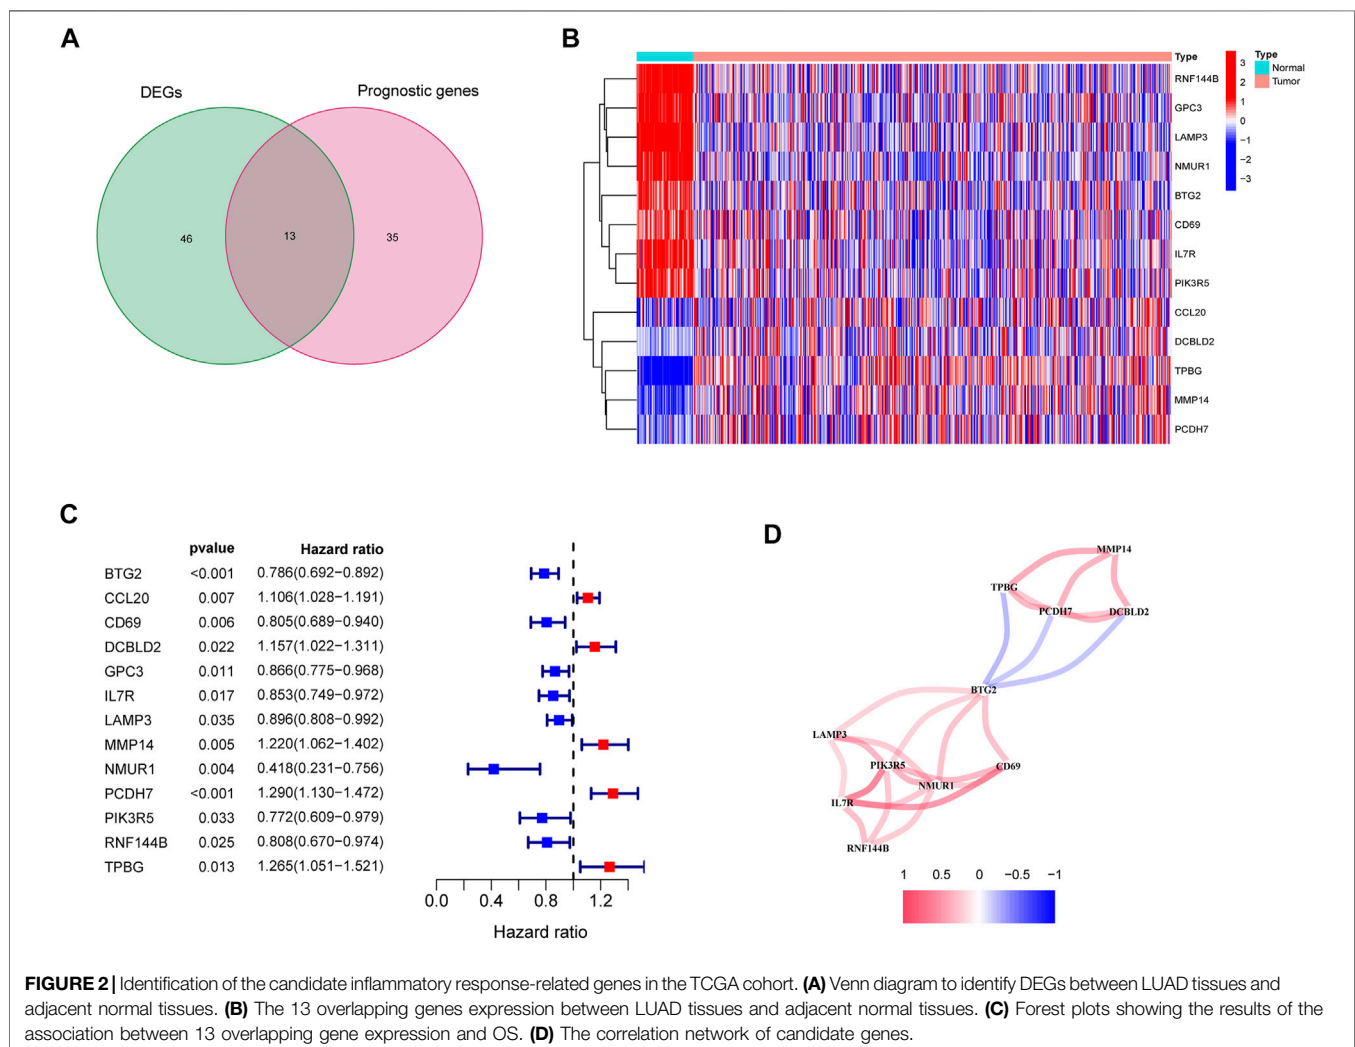 A
DEGs
Prognostic genes
46
13
35
B
Type
RNF144B
GPC3
LAMP3
NMUR1
BTG2
CD69
IL7R
PIK3R5
CCL20
DCBLD2
TPBG
MMP14
PCDH7
3
2
1
0
−1
−2
−3
Type
Normal
Tumor
C
pvalue Hazard ratio
BTG2 <0.001 0.786(0.692−0.892)
CCL20 0.007 1.106(1.028−1.191)
CD69 0.006 0.805(0.689−0.940)
DCBLD2 0.022 1.157(1.022−1.311)
GPC3 0.011 0.866(0.775−0.968)
IL7R 0.017 0.853(0.749−0.972)
LAMP3 0.035 0.896(0.808−0.992)
MMP14 0.005 1.220(1.062−1.402)
NMUR1 0.004 0.418(0.231−0.756)
PCDH7 <0.001 1.290(1.130−1.472)
PIK3R5 0.033 0.772(0.609−0.979)
RNF144B 0.025 0.808(0.670−0.974)
TPBG 0.013 1.265(1.051−1.521)
0.0 0.4 0.8 1.2
Hazard ratio
D
MMP14
TPBG
PCDH7
DCBLD2
BTG2
LAMP3
PIK3R5
CD69
NMUR1
IL7R
RNF144B
1 0.5 0 −0.5 −1
FIGURE 2 | Identification of the candidate inflammatory response-related genes in the TCGA cohort. (A) Venn diagram to identify DEGs between LUAD tissues and
adjacent normal tissues. (B) The 13 overlapping genes expression between LUAD tissues and adjacent normal tissues. (C) Forest plots showing the results of the
association between 13 overlapping gene expression and OS. (D) The correlation network of candidate genes.